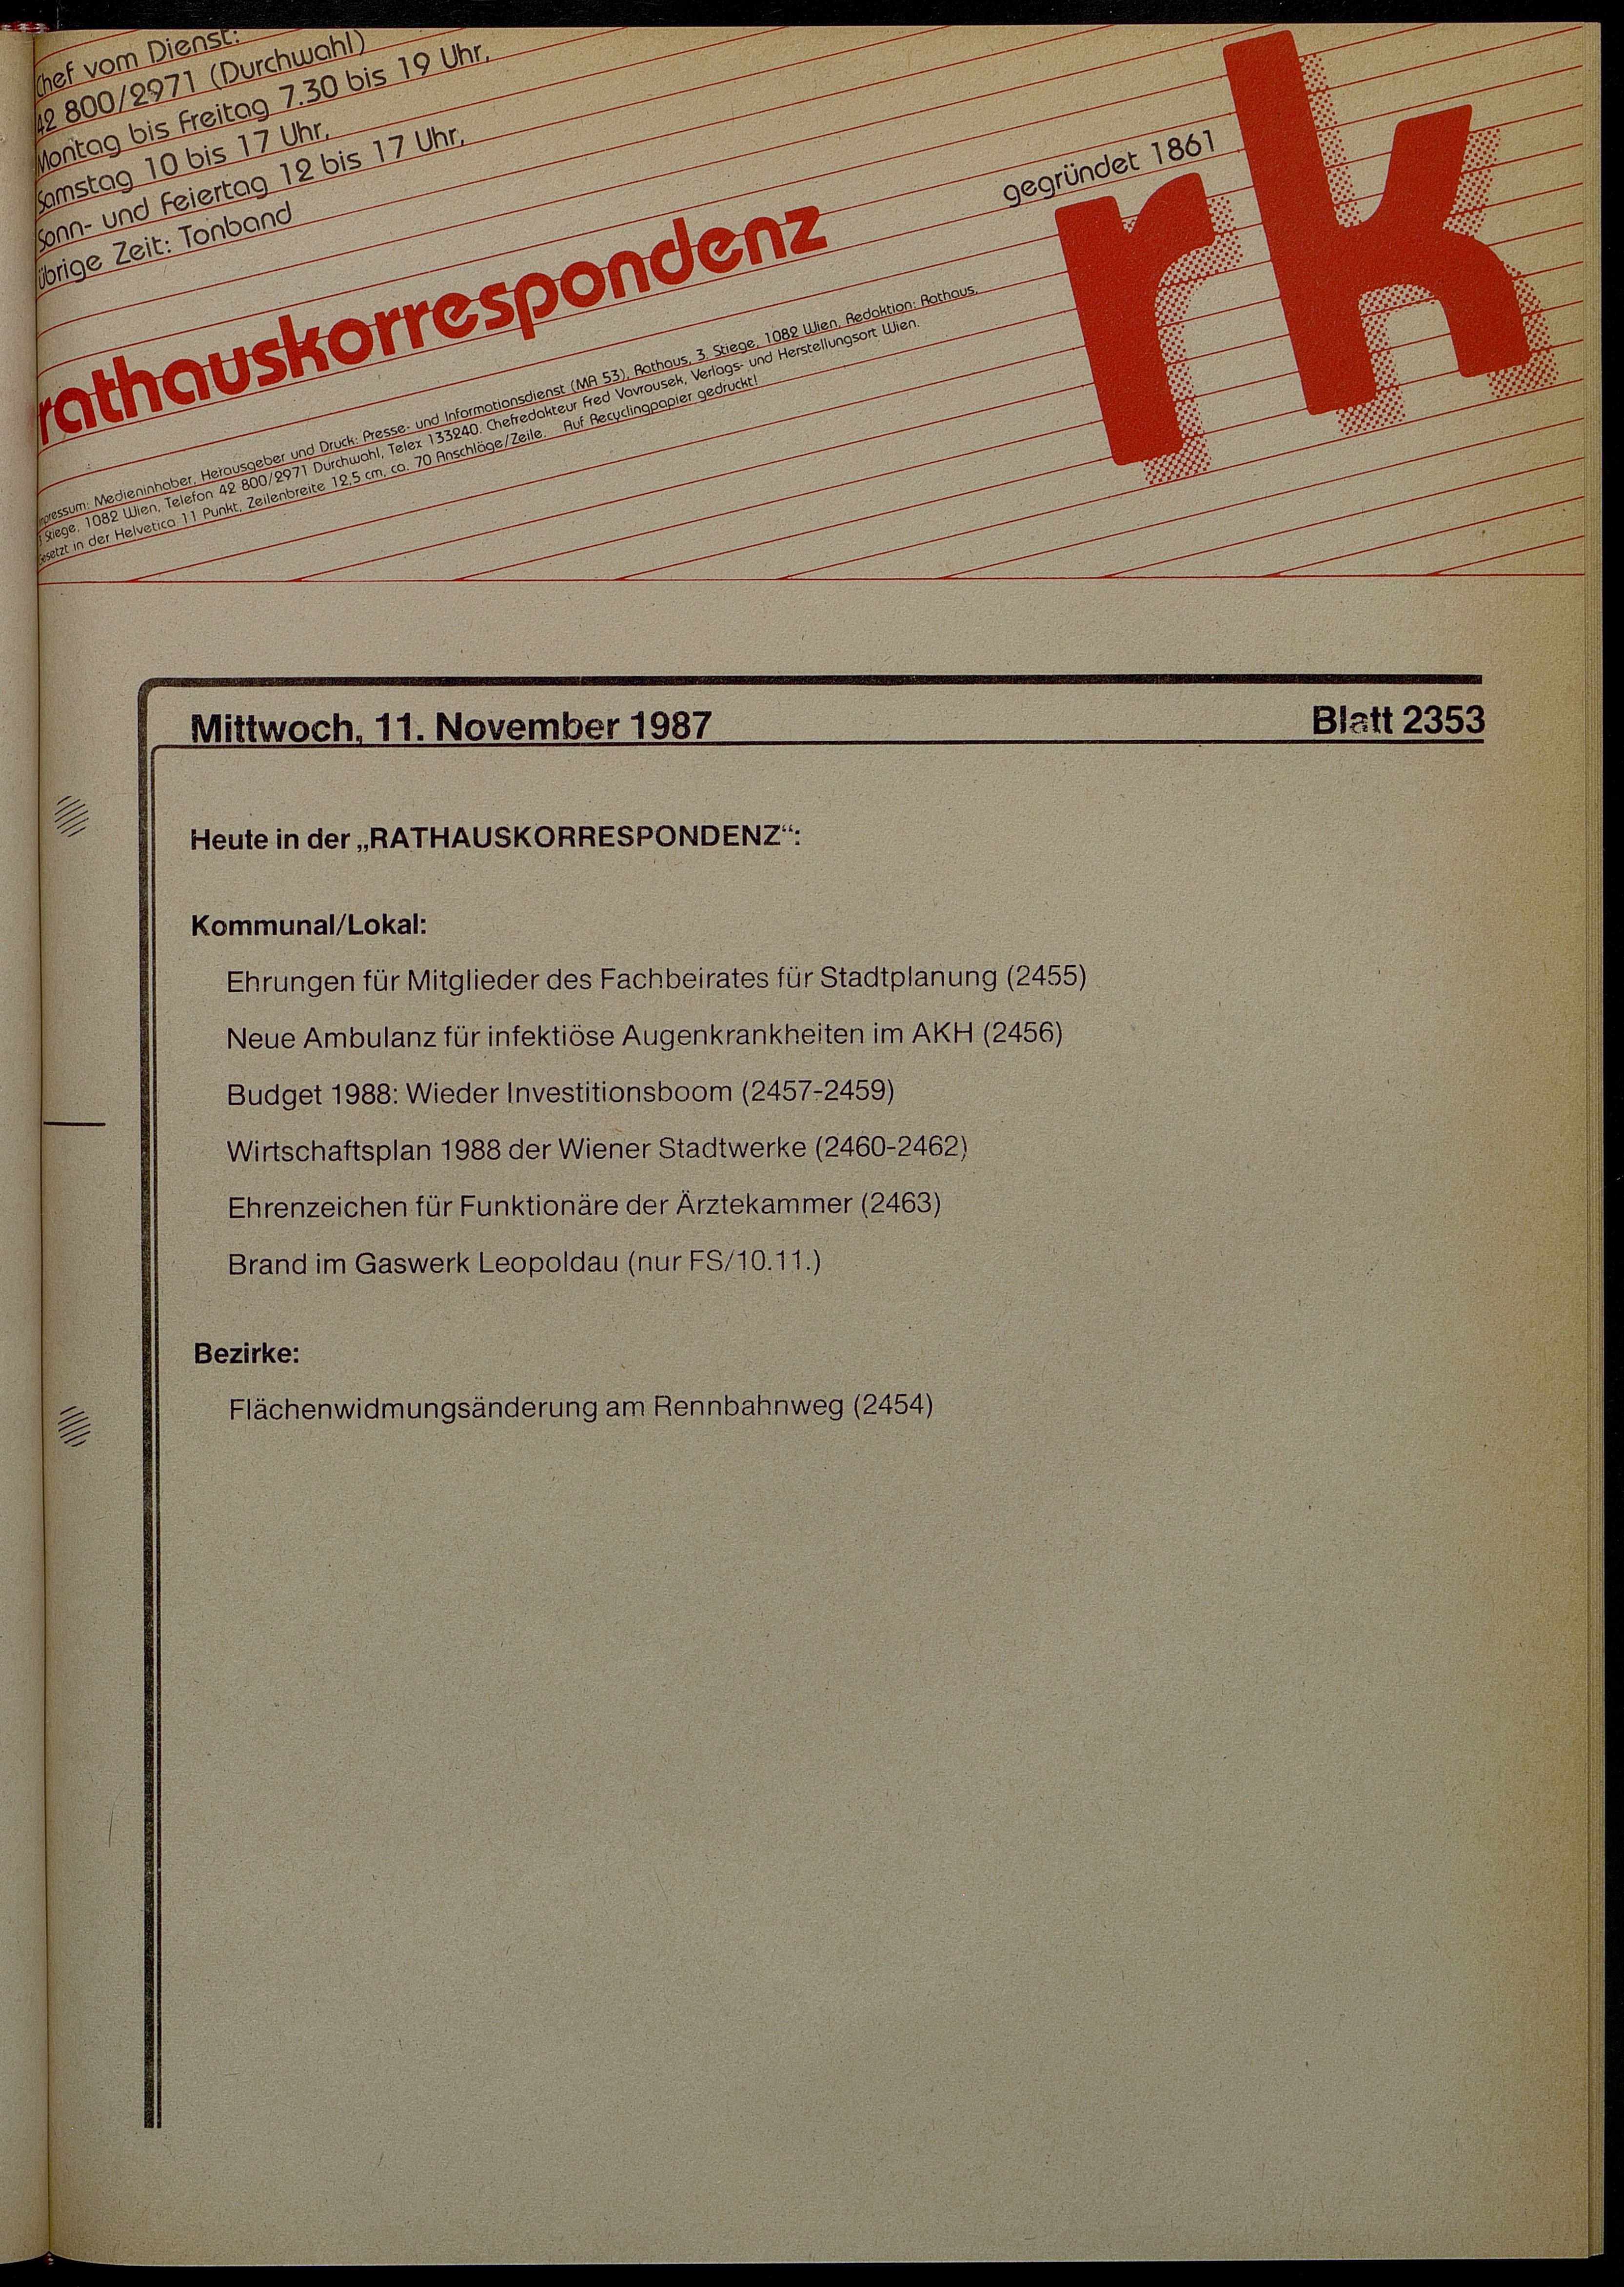 Chef vom Dienst:
42 800/2971 (Durchwahl)
Montag bis Freitag 7.30 bis 19 Uhr,
Samstag 10 bis 17 Uhr,
Sonn- und Feiertag 12 bis 17 Uhr,
übrige Zeit: Tonband
gegründet 1861
rk
rathauskorrespondenz
Impressum: Medieninhaber, Herausgeber und Druck: Presse- und Informationsdienst (MA 53), Rathaus, 3. Stiege, 1082 Wien, Redaktion: Rathaus,
3 Stiege, 1082 Wien, Telefon 42 800/2971 Durchwahl, Telex 133240. Chefredakteur Fred Vavrousek, Verlags- und Herstellungsort Wien.
Gesetzt in der Helvetica 11 Punkt, Zeilenbreite 12,5 cm, ca. 70 Anschläge/Zeile. Auf Recyclingpapier gedruckt!
Mittwoch, 11. November 1987 Blatt 2353
Heute in der „RATHAUSKORRESPONDENZ“:
Kommunal/Lokal:
Ehrungen für Mitglieder des Fachbeirates für Stadtplanung (2455)
Neue Ambulanz für infektiöse Augenkrankheiten im AKH (2456)
Budget 1988: Wieder Investitionsboom (2457-2459)
Wirtschaftsplan 1988 der Wiener Stadtwerke (2460-2462)
Ehrenzeichen für Funktionäre der Ärztekammer (2463)
Brand im Gaswerk Leopoldau (nur FS/10.11.)
Bezirke:
Flächenwidmungsänderung am Rennbahnweg (2454)